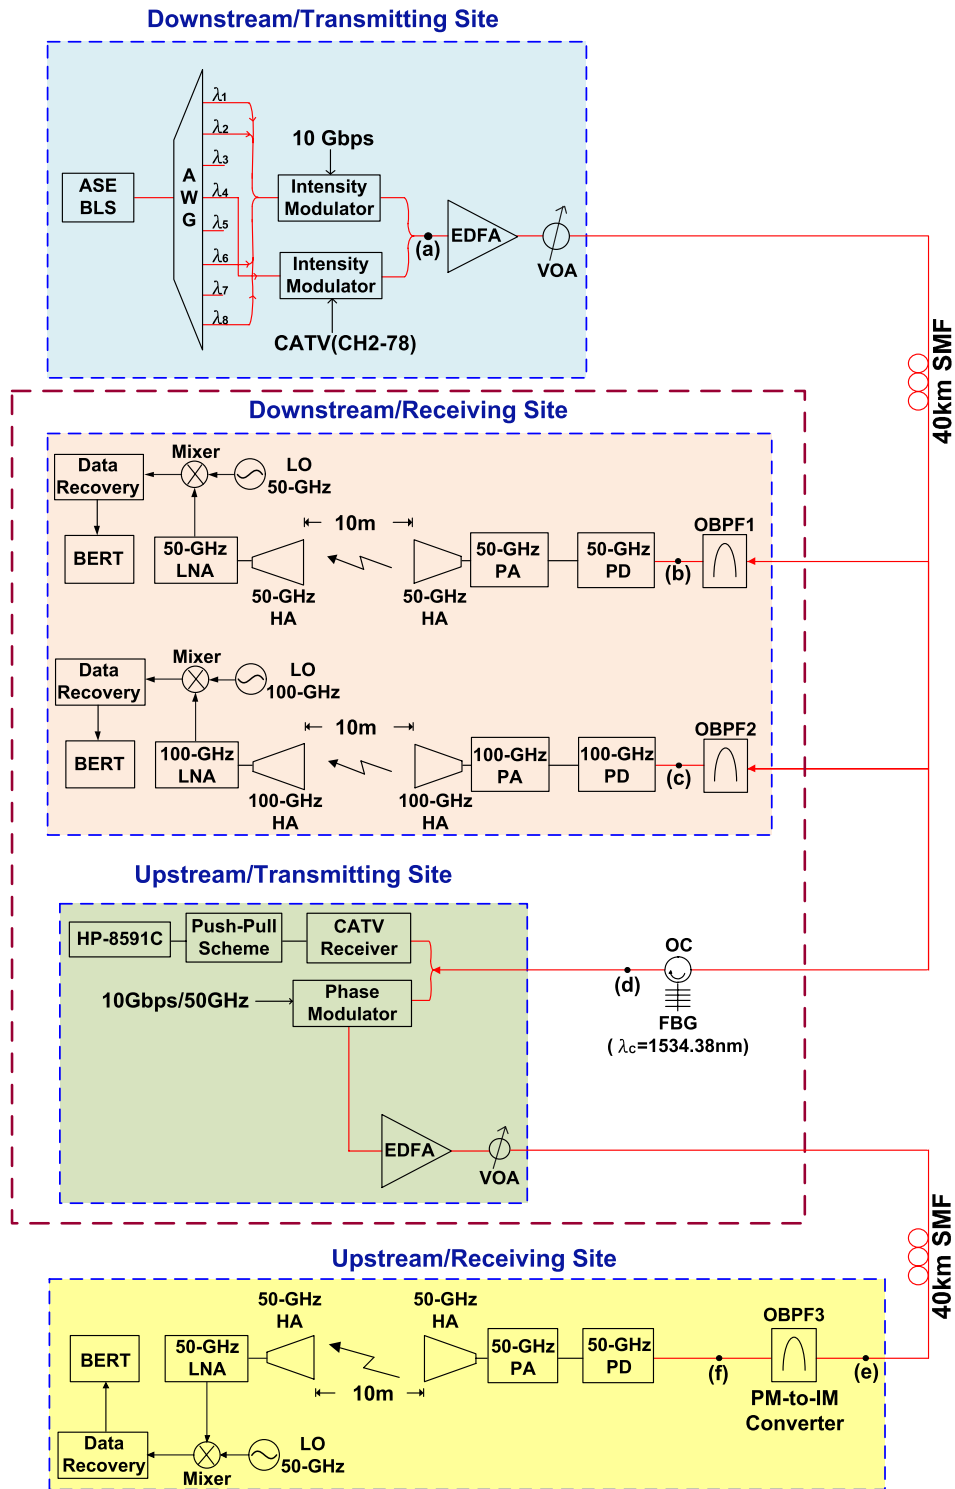 Downstream/Transmitting Site
ASE
BLS
A
W
G
λ1
λ2
λ3
λ4
λ5
λ6
λ7
λ8
10 Gbps
Intensity
Modulator
Intensity
Modulator
CATV(CH2-78)
(a)
EDFA
VOA
40km SMF
Downstream/Receiving Site
Data
Recovery
Mixer
LO
50-GHz
BERT
50-GHz
LNA
50-GHz
HA
10m
50-GHz
HA
50-GHz
PA
50-GHz
PD
(b)
OBPF1
Data
Recovery
Mixer
LO
100-GHz
BERT
100-GHz
LNA
100-GHz
HA
10m
100-GHz
HA
100-GHz
PA
100-GHz
PD
(c)
OBPF2
Upstream/Transmitting Site
HP-8591C
Push-Pull
Scheme
CATV
Receiver
10Gbps/50GHz
Phase
Modulator
(d)
OC
FBG
( λc=1534.38nm)
EDFA
VOA
40km SMF
Upstream/Receiving Site
BERT
50-GHz
LNA
50-GHz
HA
10m
50-GHz
HA
50-GHz
PA
50-GHz
PD
(f)
OBPF3
(e)
PM-to-IM
Converter
Data
Recovery
Mixer
LO
50-GHz